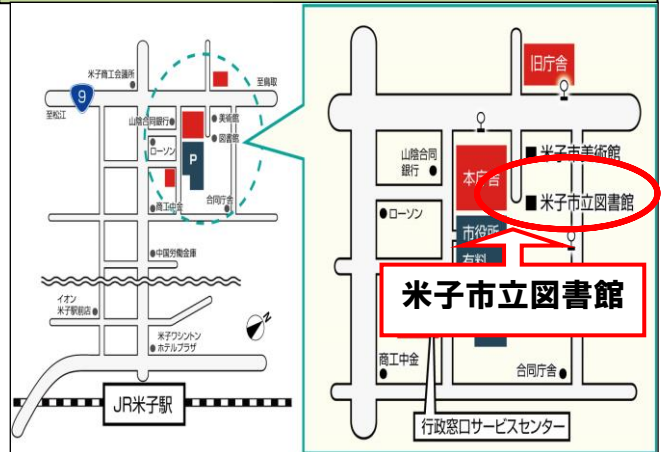 米子商工会議所
9
至松江
至鳥取
山陰合同銀行
美術館
図書館
ローソン
P
商工中金
合同庁舎
中国労働金庫
イオン
米子駅前店
米子ワシントン
ホテルプラザ
N
JR米子駅
旧庁舎
山陰合同
銀行
本庁舎
米子市美術館
米子市立図書館
ローソン
市役所
有料
米子市立図書館
商工中金
合同庁舎
行政窓口サービスセンター